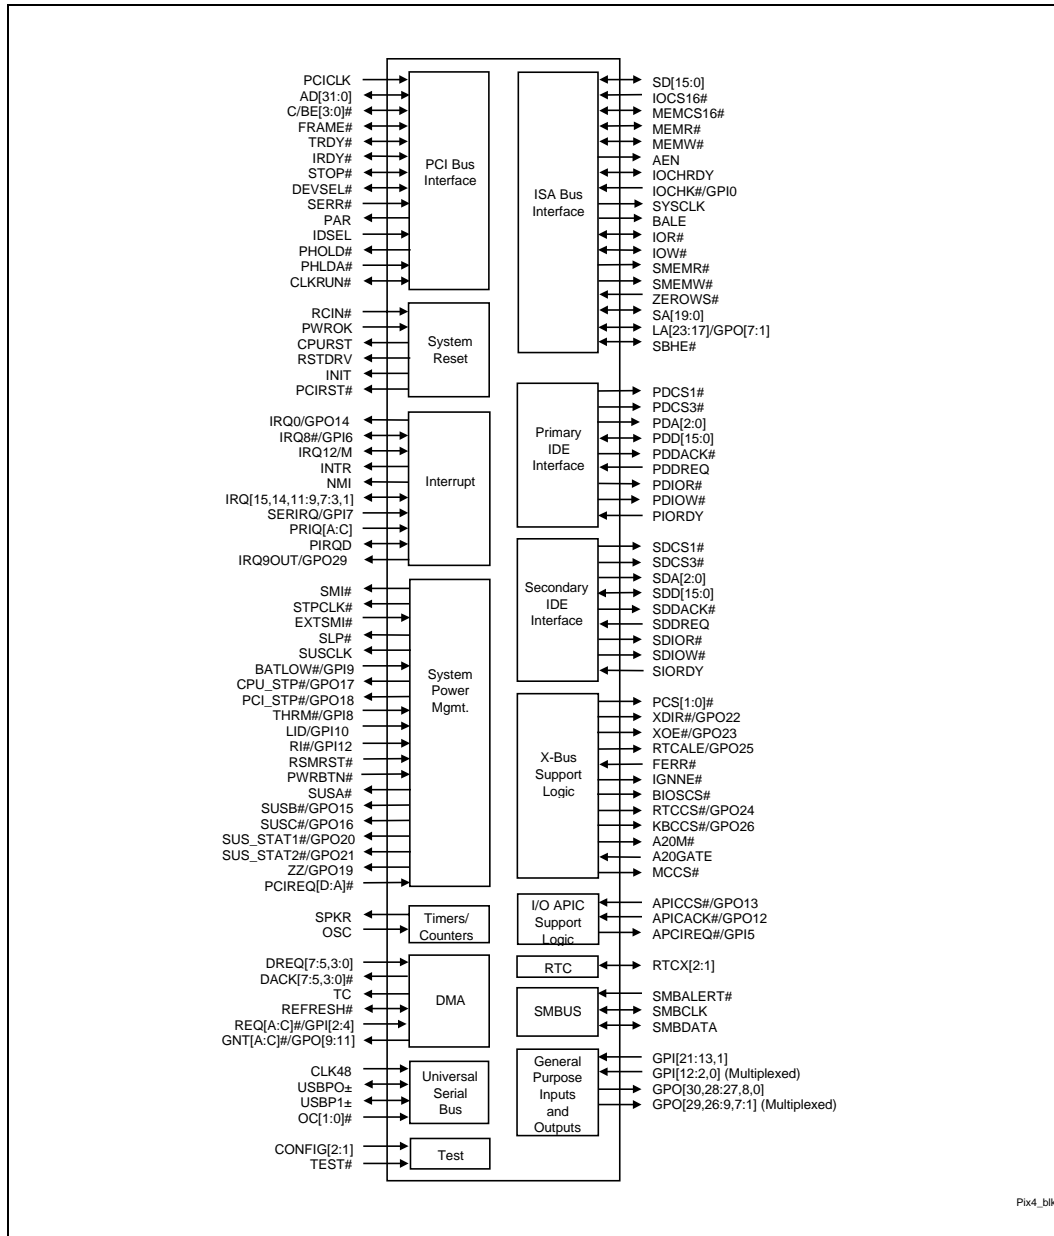 PCICLK
AD[31:0]
C/BE[3:0]#
FRAME#
TRDY#
IRDY#
STOP#
DEVSEL#
SERR#
PAR
IDSEL
PHOLD#
PHLDA#
CLKRUN#
PCI Bus
Interface
RCIN#
PWROK
CPURST
RSTDRV
INIT
PCIRST#
System
Reset
IRQ0/GPO14
IRQ8#/GPI6
IRQ12/M
INTR
NMI
IRQ[15,14,11:9,7:3,1]
SERIRQ/GPI7
PRIQ[A:C]
PIRQD
IRQ9OUT/GPO29
Interrupt
SMI#
STPCLK#
EXTSMI#
SLP#
SUSCLK
BATLOW#/GPI9
CPU_STP#/GPO17
PCI_STP#/GPO18
THRM#/GPI8
LID/GPI10
RI#/GPI12
RSMRST#
PWRBTN#
SUSA#
SUSB#/GPO15
SUSC#/GPO16
SUS_STAT1#/GPO20
SUS_STAT2#/GPO21
ZZ/GPO19
PCIREQ[D:A]#
System
Power
Mgmt.
SPKR
OSC
Timers/
Counters
DREQ[7:5,3:0]
DACK[7:5,3:0]#
TC
REFRESH#
REQ[A:C]#/GPI[2:4]
GNT[A:C]#/GPO[9:11]
DMA
CLK48
USBPO±
USBP1±
OC[1:0]#
Universal
Serial
Bus
CONFIG[2:1]
TEST#
Test
ISA Bus
Interface
SD[15:0]
IOCS16#
MEMCS16#
MEMR#
MEMW#
AEN
IOCHRDY
IOCHK#/GPI0
SYSCLK
BALE
IOR#
IOW#
SMEMR#
SMEMW#
ZEROWS#
SA[19:0]
LA[23:17]/GPO[7:1]
SBHE#
Primary
IDE
Interface
PDCS1#
PDCS3#
PDA[2:0]
PDD[15:0]
PDDACK#
PDDREQ
PDIOR#
PDIOW#
PIORDY
Secondary
IDE
Interface
SDCS1#
SDCS3#
SDA[2:0]
SDD[15:0]
SDDACK#
SDDREQ
SDIOR#
SDIOW#
SIORDY
X-Bus
Support
Logic
PCS[1:0]#
XDIR#/GPO22
XOE#/GPO23
RTCALE/GPO25
FERR#
IGNNE#
BIOSCS#
RTCCS#/GPO24
KBCCS#/GPO26
A20M#
A20GATE
MCCS#
I/O APIC
Support
Logic
APICCS#/GPO13
APICACK#/GPO12
APCIREQ#/GPI5
RTC
RTCX[2:1]
SMBUS
SMBALERT#
SMBCLK
SMBDATA
General
Purpose
Inputs
and
Outputs
GPI[21:13,1]
GPI[12:2,0] (Multiplexed)
GPO[30,28:27,8,0]
GPO[29,26:9,7:1] (Multiplexed)
Pix4_blk